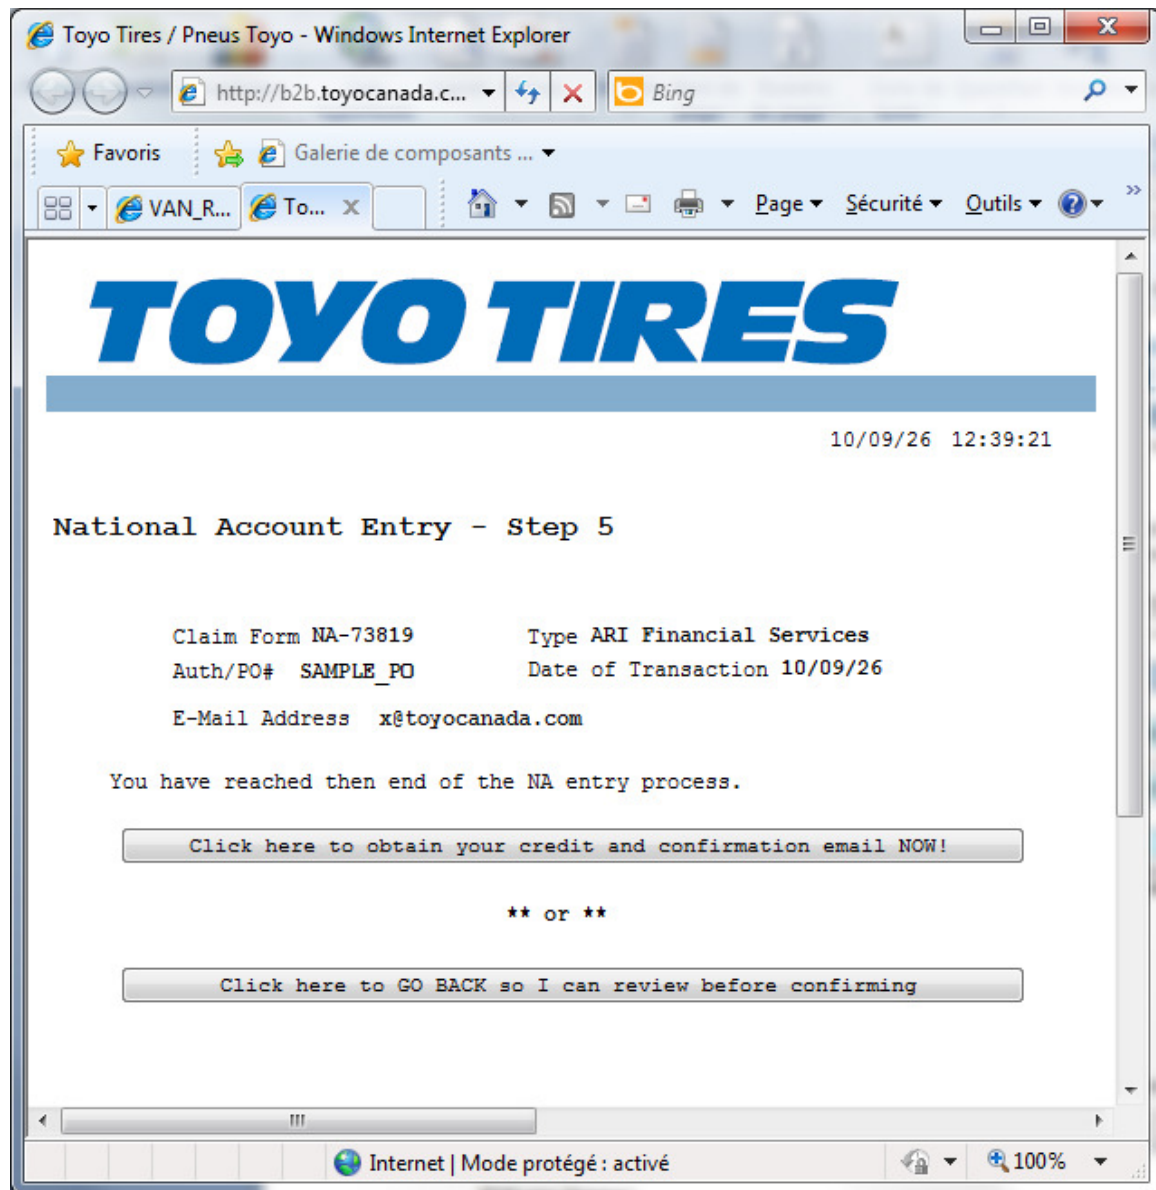 Toyo Tires / Pneus Toyo - Windows Internet Explorer
http://b2b.toyocanada.c... Bing
Favoris Galerie de composants ...
VAN_R... To... Page Sécurité Outils »
TOYO TIRES
10/09/26 12:39:21
National Account Entry - Step 5
Claim Form NA-73819 Type ARI Financial Services
Auth/PO# SAMPLE_PO Date of Transaction 10/09/26
E-Mail Address x@toyocanada.com
You have reached then end of the NA entry process.
Click here to obtain your credit and confirmation email NOW!
** or **
Click here to GO BACK so I can review before confirming
Internet | Mode protégé : activé 100%